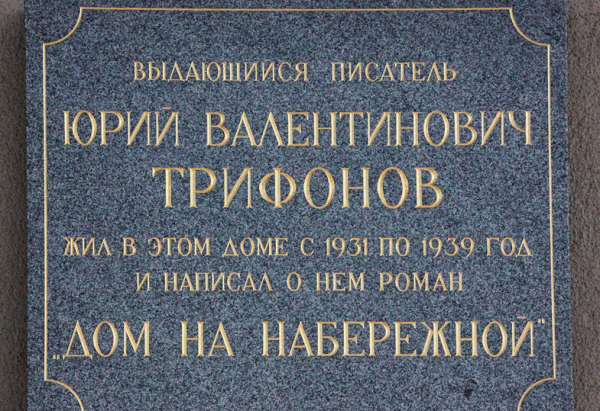 ВЫДАЮЩИЙСЯ ПИСАТЕЛЬ
ЮРИЙ ВАЛЕНТИНОВИЧ
ТРИФОНОВ
ЖИЛ В ЭТОМ ДОМЕ С 1931 ПО 1939 ГОД
И НАПИСАЛ О НЕМ РОМАН
„ДОМ НА НАБЕРЕЖНОЙ"